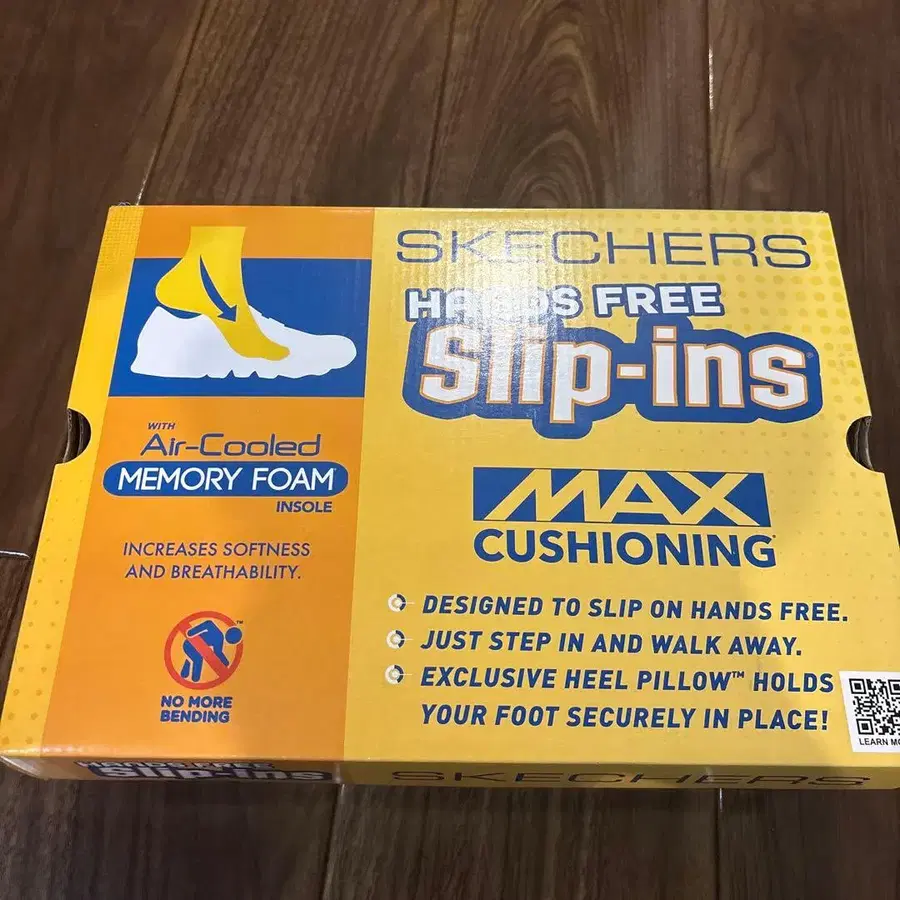 SKECHERS
HANDS FREE
Slip-ins
WITH
Air-Cooled
MEMORY FOAM
INSOLE
INCREASES SOFTNESS
AND BREATHABILITY.
NO MORE
BENDING
MAX
CUSHIONING
DESIGNED TO SLIP ON HANDS FREE.
JUST STEP IN AND WALK AWAY.
EXCLUSIVE HEEL PILLOW™ HOLDS
YOUR FOOT SECURELY IN PLACE!
LEARN MO
HANDS FREE
Slip-ins
SKECHERS